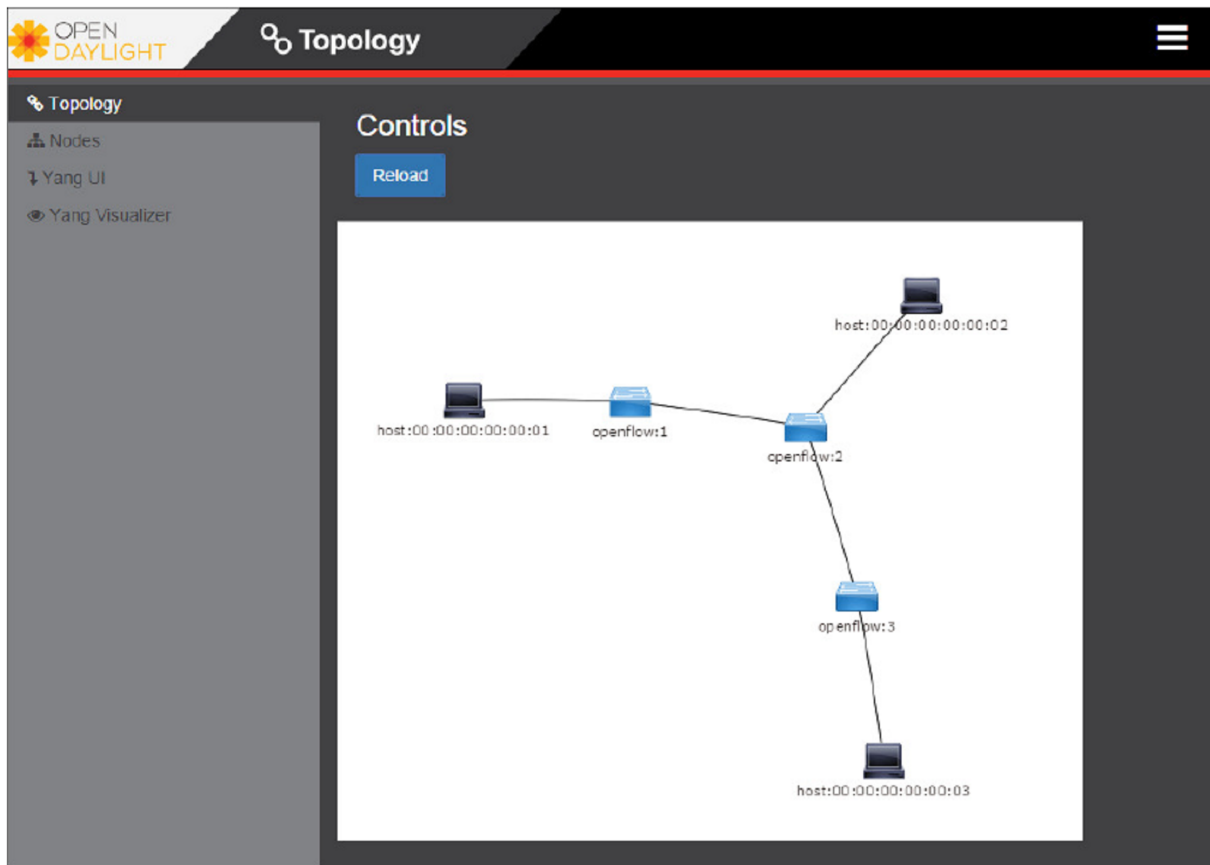 OPEN
DAYLIGHT
Topology
Topology
Nodes
Yang UI
Yang Visualizer
Controls
Reload
host:00:00:00:00:00:02
host:00:00:00:00:00:01
openflow:1
openflow:2
openflow:3
host:00:00:00:00:00:03